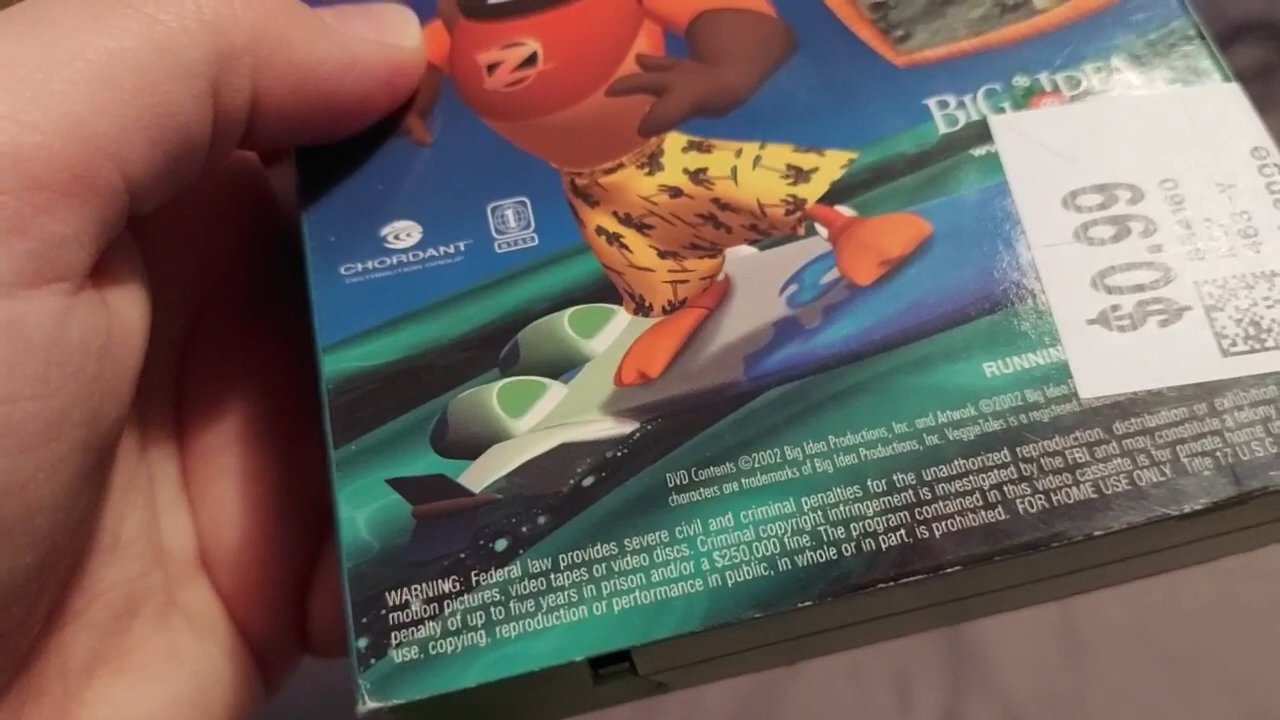 N
BIG IDEA
CHORDANT
DISTRIBUTION GROUP
NTSC
$0.99
RUNNIN
DVD Contents ©2002 Big Idea Productions, Inc. and Artwork ©2002 Big Idea
characters are trademarks of Big Idea Productions, Inc. VeggieTales is a registered
WARNING: Federal law provides severe civil and criminal penalties for the unauthorized reproduction, distribution or exhibition
motion pictures, video tapes or video discs. Criminal copyright infringement is investigated by the FBI and may constitute a felony
penalty of up to five years in prison and/or a $250,000 fine. The program contained in this video cassette is for private, home
use, copying, reproduction or performance in public, in whole or in part, is prohibited. FOR HOME USE ONLY. Title 17 U.S.C.